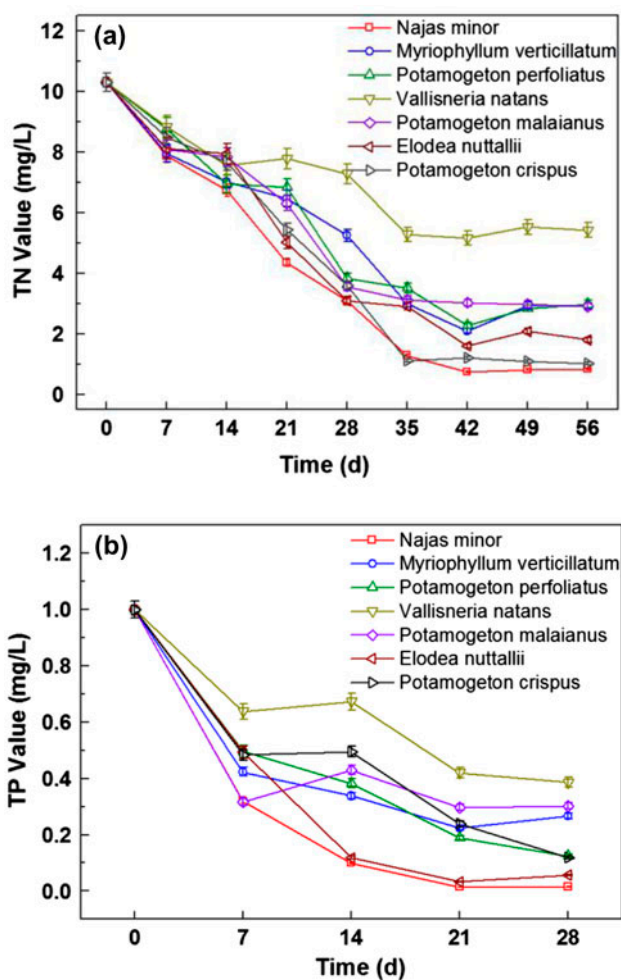 (a)
Najas minor
Myriophyllum verticillatum
Potamogeton perfoliatus
Vallisneria natans
Potamogeton malaianus
Elodea nuttallii
Potamogeton crispus
TN Value (mg/L)
12
10
8
6
4
2
0
0 7 14 21 28 35 42 49 56
Time (d)
(b)
Najas minor
Myriophyllum verticillatum
Potamogeton perfoliatus
Vallisneria natans
Potamogeton malaianus
Elodea nuttallii
Potamogeton crispus
TP Value (mg/L)
1.2
1.0
0.8
0.6
0.4
0.2
0.0
0 7 14 21 28
Time (d)